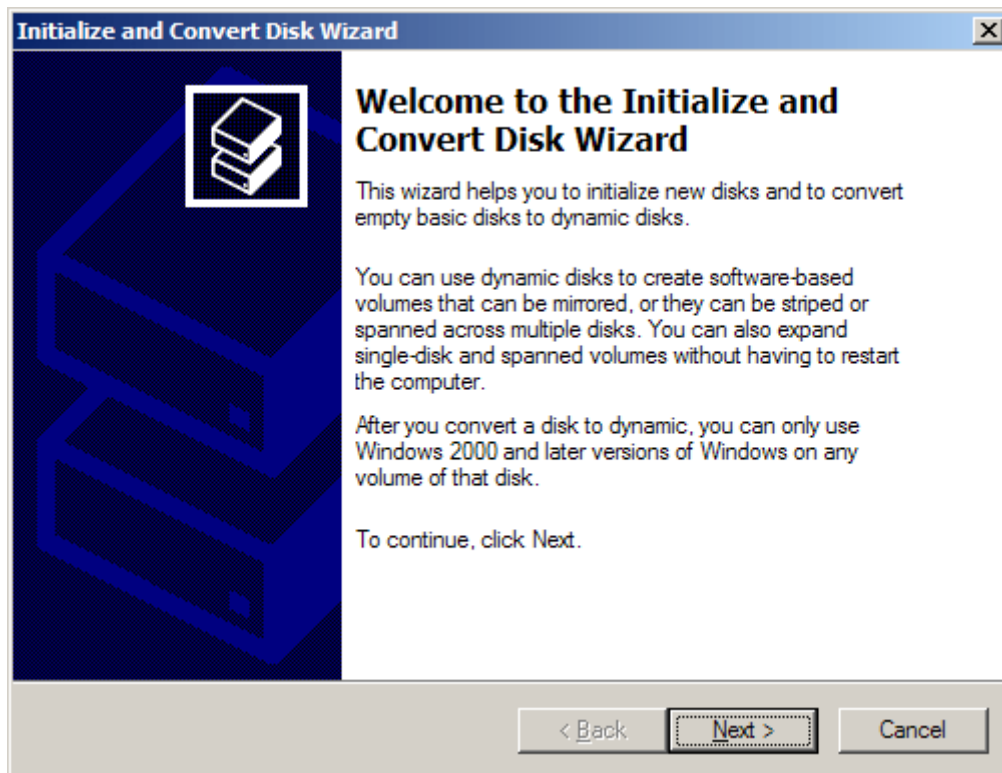 Initialize and Convert Disk Wizard
Welcome to the Initialize and
Convert Disk Wizard
This wizard helps you to initialize new disks and to convert
empty basic disks to dynamic disks.
You can use dynamic disks to create software-based
volumes that can be mirrored, or they can be striped or
spanned across multiple disks. You can also expand
single-disk and spanned volumes without having to restart
the computer.
After you convert a disk to dynamic, you can only use
Windows 2000 and later versions of Windows on any
volume of that disk.
To continue, click Next.
< Back
Next >
Cancel